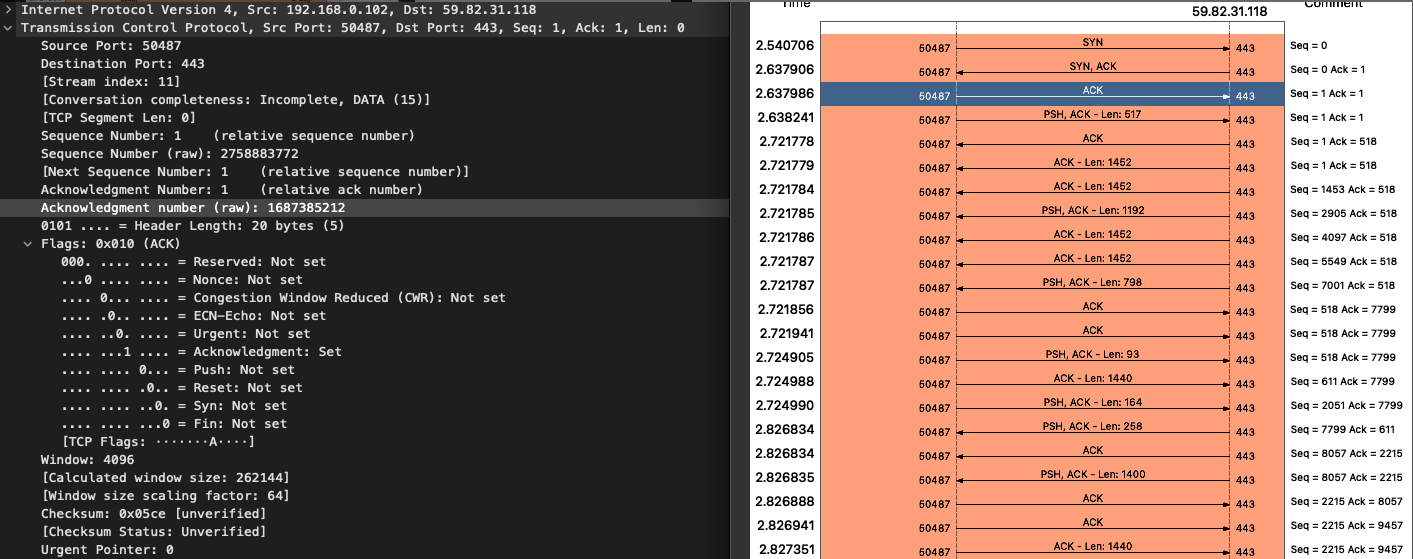 Internet Protocol Version 4, Src: 192.168.0.102, Dst: 59.82.31.118
Transmission Control Protocol, Src Port: 50487, Dst Port: 443, Seq: 1, Ack: 1, Len: 0
Source Port: 50487
Destination Port: 443
[Stream index: 11]
[Conversation completeness: Incomplete, DATA (15)]
[TCP Segment Len: 0]
Sequence Number: 1    (relative sequence number)
Sequence Number (raw): 2758883772
[Next Sequence Number: 1    (relative sequence number)]
Acknowledgment Number: 1    (relative ack number)
Acknowledgment number (raw): 1687385212
0101 .... = Header Length: 20 bytes (5)
Flags: 0x010 (ACK)
000. .... .... = Reserved: Not set
...0 .... .... = Nonce: Not set
.... 0... .... = Congestion Window Reduced (CWR): Not set
.... .0.. .... = ECN-Echo: Not set
.... ..0. .... = Urgent: Not set
.... ...1 .... = Acknowledgment: Set
.... .... 0... = Push: Not set
.... .... .0.. = Reset: Not set
.... .... ..0. = Syn: Not set
.... .... ...0 = Fin: Not set
[TCP Flags: ·······A····]
Window: 4096
[Calculated window size: 262144]
[Window size scaling factor: 64]
Checksum: 0x05ce [unverified]
[Checksum Status: Unverified]
Urgent Pointer: 0
Time 59.82.31.118 Comment
2.540706 50487 SYN 443 Seq = 0
2.637906 50487 SYN, ACK 443 Seq = 0 Ack = 1
2.637986 50487 ACK 443 Seq = 1 Ack = 1
2.638241 50487 PSH, ACK - Len: 517 443 Seq = 1 Ack = 1
2.721778 50487 ACK 443 Seq = 1 Ack = 518
2.721779 50487 ACK - Len: 1452 443 Seq = 1 Ack = 518
2.721784 50487 ACK - Len: 1452 443 Seq = 1453 Ack = 518
2.721785 50487 PSH, ACK - Len: 1192 443 Seq = 2905 Ack = 518
2.721786 50487 ACK - Len: 1452 443 Seq = 4097 Ack = 518
2.721787 50487 ACK - Len: 1452 443 Seq = 5549 Ack = 518
2.721787 50487 PSH, ACK - Len: 798 443 Seq = 7001 Ack = 518
2.721856 50487 ACK 443 Seq = 518 Ack = 7799
2.721941 50487 ACK 443 Seq = 518 Ack = 7799
2.724905 50487 PSH, ACK - Len: 93 443 Seq = 518 Ack = 7799
2.724988 50487 ACK - Len: 1440 443 Seq = 611 Ack = 7799
2.724990 50487 PSH, ACK - Len: 164 443 Seq = 2051 Ack = 7799
2.826834 50487 PSH, ACK - Len: 258 443 Seq = 7799 Ack = 611
2.826834 50487 ACK 443 Seq = 8057 Ack = 2215
2.826835 50487 PSH, ACK - Len: 1400 443 Seq = 8057 Ack = 2215
2.826888 50487 ACK 443 Seq = 2215 Ack = 8057
2.826941 50487 ACK 443 Seq = 2215 Ack = 9457
2.827351 50487 ACK - Len: 1440 443 Seq = 2215 Ack = 9457